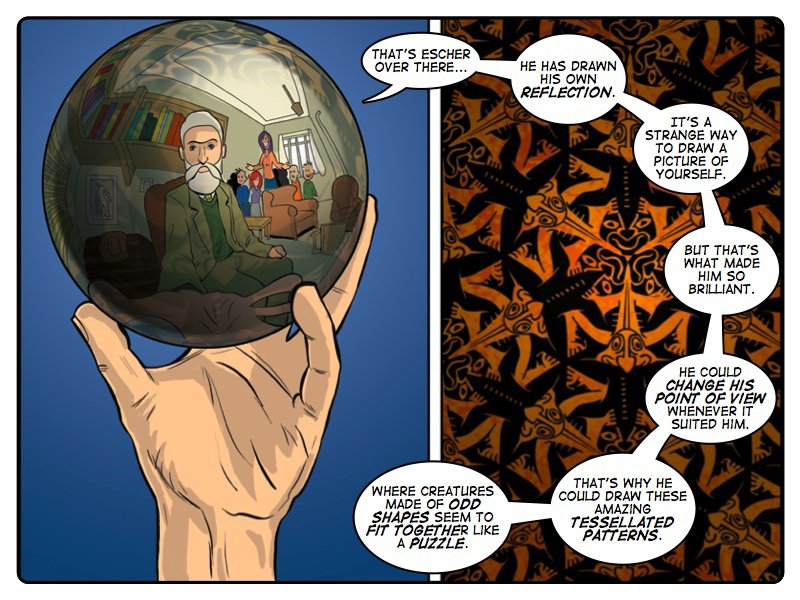 THAT'S ESCHER
OVER THERE...
HE HAS DRAWN
HIS OWN
REFLECTION.
IT'S A
STRANGE WAY
TO DRAW A
PICTURE OF
YOURSELF.
BUT THAT'S
WHAT MADE
HIM SO
BRILLIANT.
HE COULD
CHANGE HIS
POINT OF VIEW
WHENEVER IT
SUITED HIM.
THAT'S WHY HE
COULD DRAW THESE
AMAZING
TESSELLATED
PATTERNS.
WHERE CREATURES
MADE OF ODD
SHAPES SEEM TO
FIT TOGETHER LIKE
A PUZZLE.